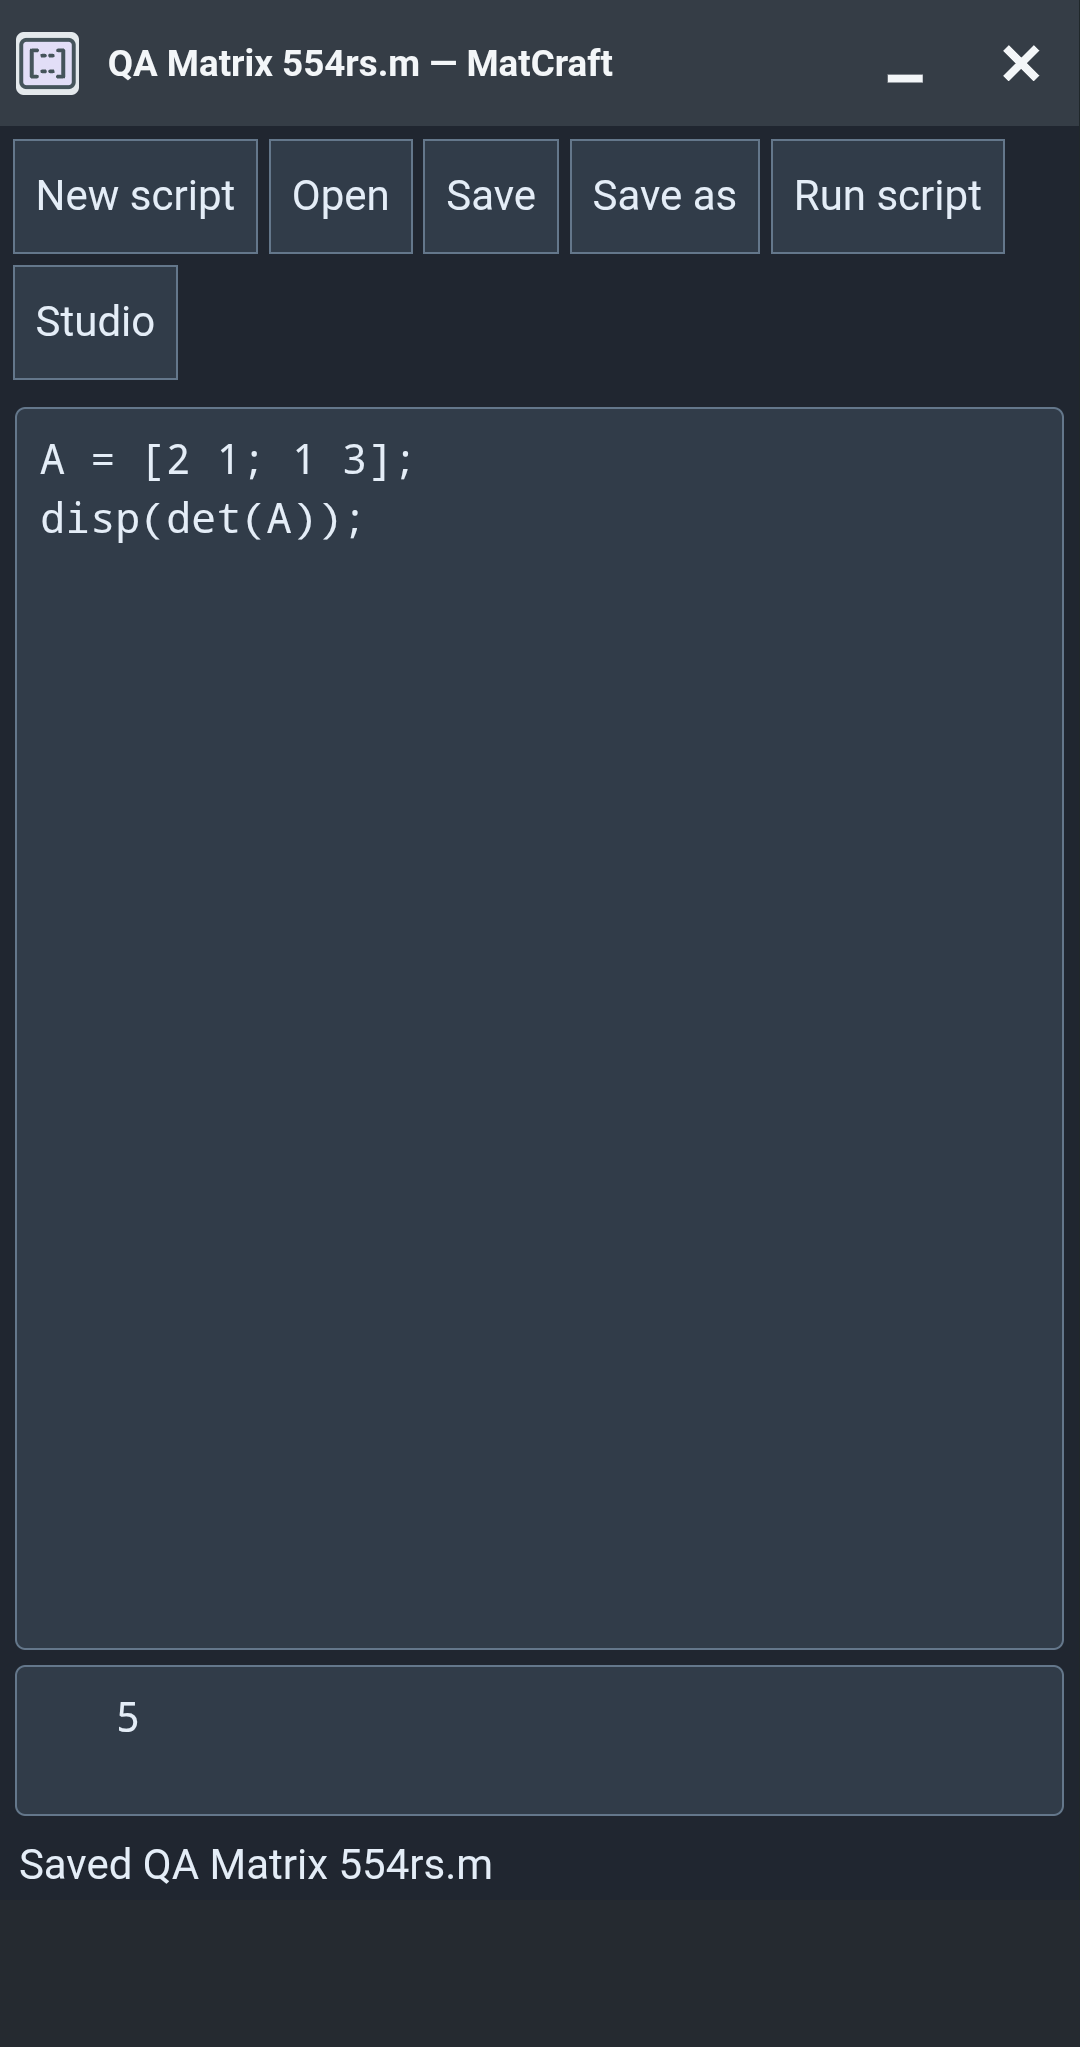 QA Matrix 554rs.m — MatCraft
New script Open Save Save as Run script
Studio
A = [2 1; 1 3];
disp(det(A));
5
Saved QA Matrix 554rs.m